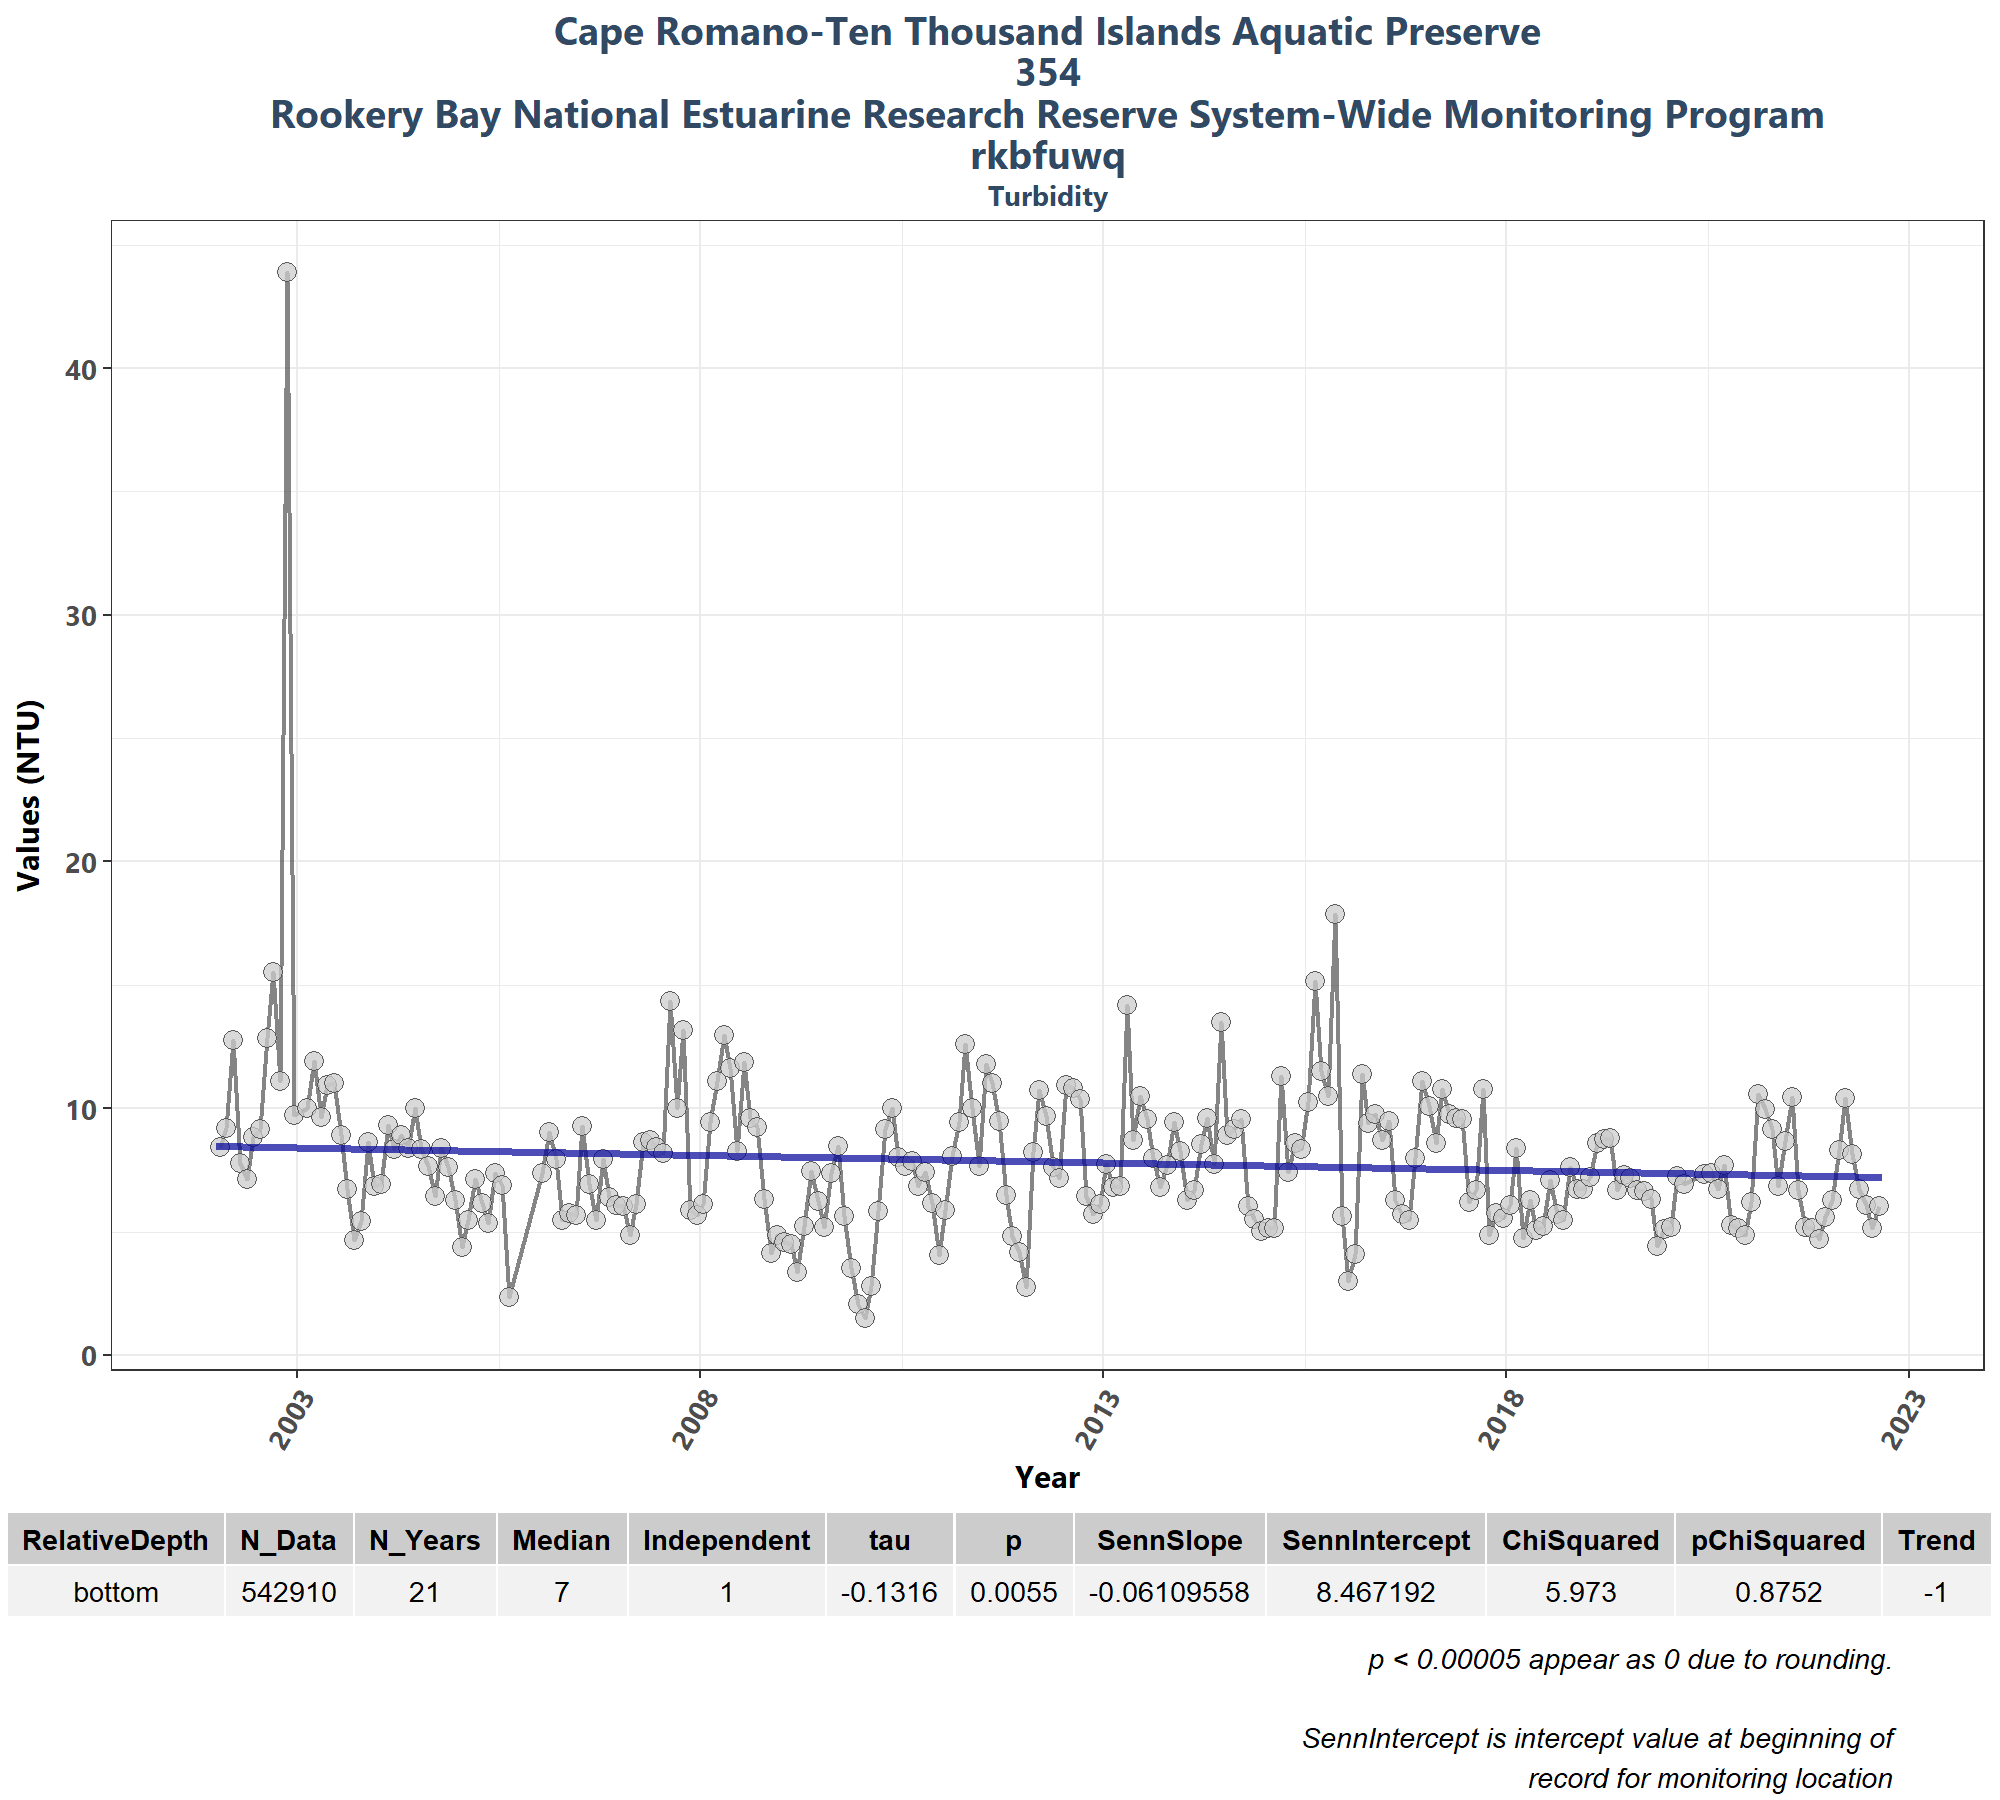 Cape Romano-Ten Thousand Islands Aquatic Preserve
354
Rookery Bay National Estuarine Research Reserve System-Wide Monitoring Program
rkbfuwq
Turbidity
Values (NTU)
40
30
20
10
0
2003 2008 2013 2018 2023
Year
RelativeDepth N_Data N_Years Median Independent tau p SennSlope SennIntercept ChiSquared pChiSquared Trend
bottom 542910 21 7 1 -0.1316 0.0055 -0.06109558 8.467192 5.973 0.8752 -1
p < 0.00005 appear as 0 due to rounding.
SennIntercept is intercept value at beginning of
record for monitoring location